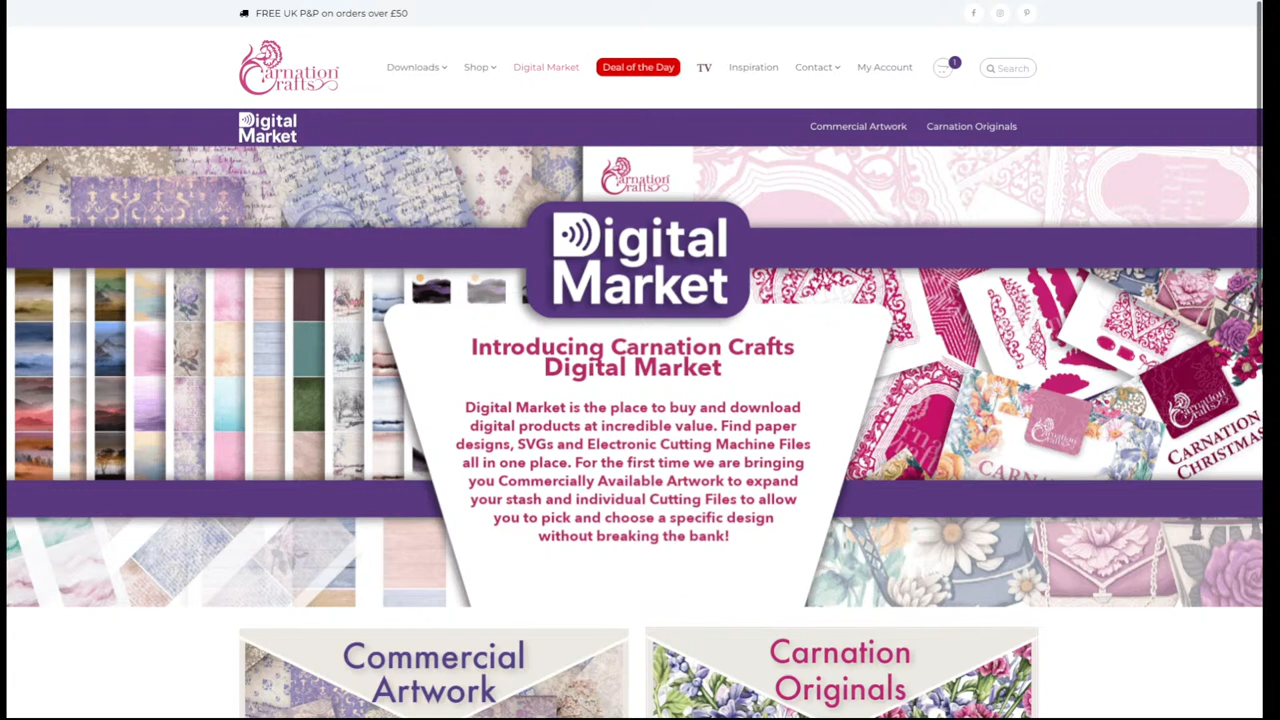 FREE UK P&P on orders over £50
Carnation Crafts
Downloads Shop Digital Market Deal of the Day TV Inspiration Contact My Account 1 Search
Digital Market
Commercial Artwork Carnation Originals
Carnation Crafts
Digital
Market
Introducing Carnation Crafts
Digital Market
Digital Market is the place to buy and download
digital products at incredible value. Find paper
designs, SVGs and Electronic Cutting Machine Files
all in one place. For the first time we are bringing
you Commercially Available Artwork to expand
your stash and individual Cutting Files to allow
you to pick and choose a specific design
without breaking the bank!
Carnation Crafts
Carnation Crafts
CARNATION
CHRISTMAS
Commercial
Artwork
Carnation
Originals